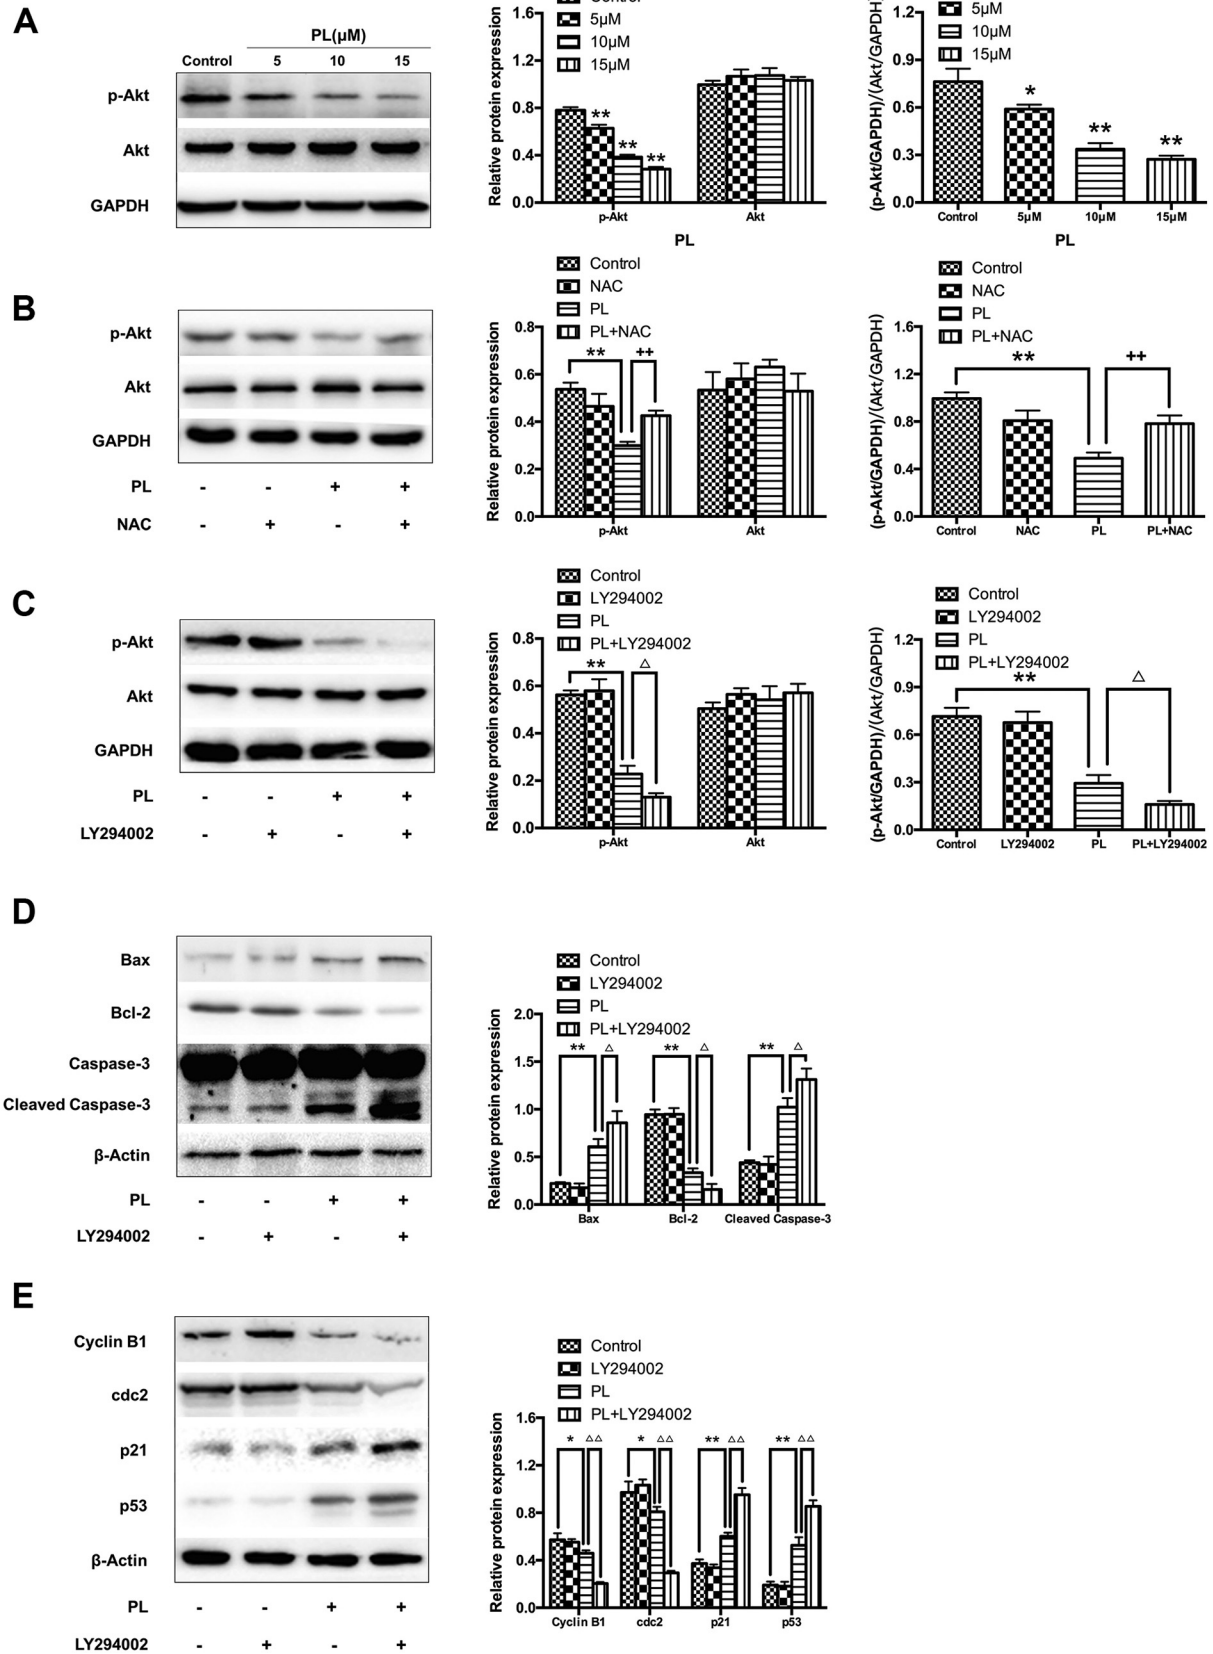 A
PL(μM)
Control 5 10 15
p-Akt
Akt
GAPDH
Relative protein expression
1.6
1.2
0.8
0.4
0.0
Control
5μM
10μM
15μM
** ** **
p-Akt Akt
PL
(p-Akt/GAPDH)/(Akt/GAPDH)
1.2
0.9
0.6
0.3
0.0
5μM
10μM
15μM
* ** **
Control 5μM 10μM 15μM
PL
B
p-Akt
Akt
GAPDH
PL - - + +
NAC - + - +
Control
NAC
PL
PL+NAC
Relative protein expression
0.8
0.6
0.4
0.2
0.0
** ++
p-Akt Akt
Control
NAC
PL
PL+NAC
(p-Akt/GAPDH)/(Akt/GAPDH)
1.6
1.2
0.8
0.4
0.0
** ++
Control NAC PL PL+NAC
C
p-Akt
Akt
GAPDH
PL - - + +
LY294002 - + - +
Control
LY294002
PL
PL+LY294002
Relative protein expression
0.8
0.6
0.4
0.2
0.0
** △
p-Akt Akt
Control
LY294002
PL
PL+LY294002
(p-Akt/GAPDH)/(Akt/GAPDH)
1.2
0.9
0.6
0.3
0.0
** △
Control LY294002 PL PL+LY294002
D
Bax
Bcl-2
Caspase-3
Cleaved Caspase-3
β-Actin
PL - - + +
LY294002 - + - +
Control
LY294002
PL
PL+LY294002
Relative protein expression
2.0
1.5
1.0
0.5
0.0
** △ ** △ ** △
Bax Bcl-2 Cleaved Caspase-3
E
Cyclin B1
cdc2
p21
p53
β-Actin
PL - - + +
LY294002 - + - +
Control
LY294002
PL
PL+LY294002
Relative protein expression
1.6
1.2
0.8
0.4
0.0
* △△ * △△ ** △△ ** △△
Cyclin B1 cdc2 p21 p53